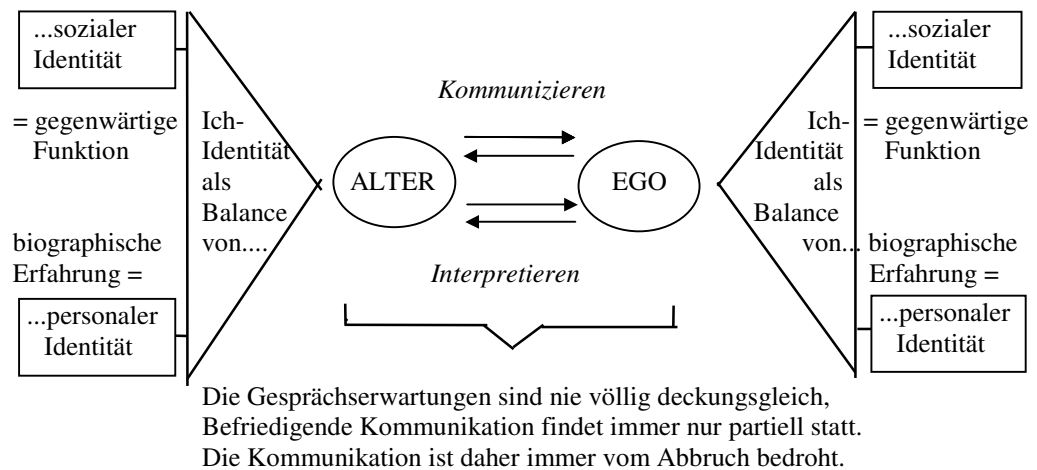 ...sozialer
Identität
= gegenwärtige
Funktion
biographische
Erfahrung =
...personaler
Identität
Ich-
Identität
als
Balance
von....
Kommunizieren
ALTER
EGO
Interpretieren
Ich-
Identität
als
Balance
von...
...sozialer
Identität
= gegenwärtige
Funktion
biographische
Erfahrung =
...personaler
Identität
Die Gesprächserwartungen sind nie völlig deckungsgleich,
Befriedigende Kommunikation findet immer nur partiell statt.
Die Kommunikation ist daher immer vom Abbruch bedroht.